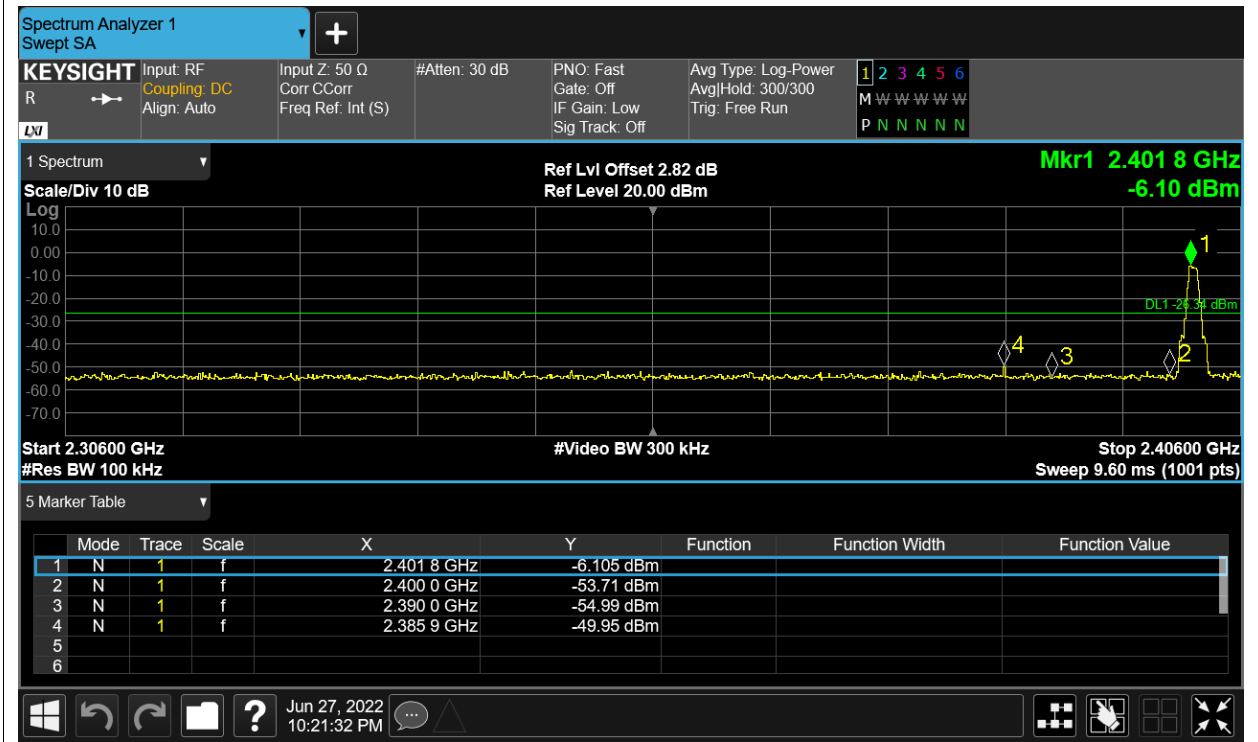 Spectrum Analyzer 1
Swept SA
KEYSIGHT
R
LXI
Input: RF
Coupling: DC
Align: Auto
Input Z: 50 Ω
Corr CCorr
Freq Ref: Int (S)
#Atten: 30 dB
PNO: Fast
Gate: Off
IF Gain: Low
Sig Track: Off
Avg Type: Log-Power
Avg|Hold: 300/300
Trig: Free Run
1 2 3 4 5 6
M W W W W W
P N N N N N
1 Spectrum
Scale/Div 10 dB
Ref Lvl Offset 2.82 dB
Ref Level 20.00 dBm
Mkr1 2.401 8 GHz
-6.10 dBm
Log
10.0
0.00
-10.0
-20.0
-30.0
-40.0
-50.0
-60.0
-70.0
1
DL1 -26.34 dBm
4
3
2
Start 2.30600 GHz
#Video BW 300 kHz
Stop 2.40600 GHz
#Res BW 100 kHz
Sweep 9.60 ms (1001 pts)
5 Marker Table
Mode Trace Scale X Y Function Function Width Function Value
1 N 1 f 2.401 8 GHz -6.105 dBm
2 N 1 f 2.400 0 GHz -53.71 dBm
3 N 1 f 2.390 0 GHz -54.99 dBm
4 N 1 f 2.385 9 GHz -49.95 dBm
5
6
?
Jun 27, 2022
10:21:32 PM